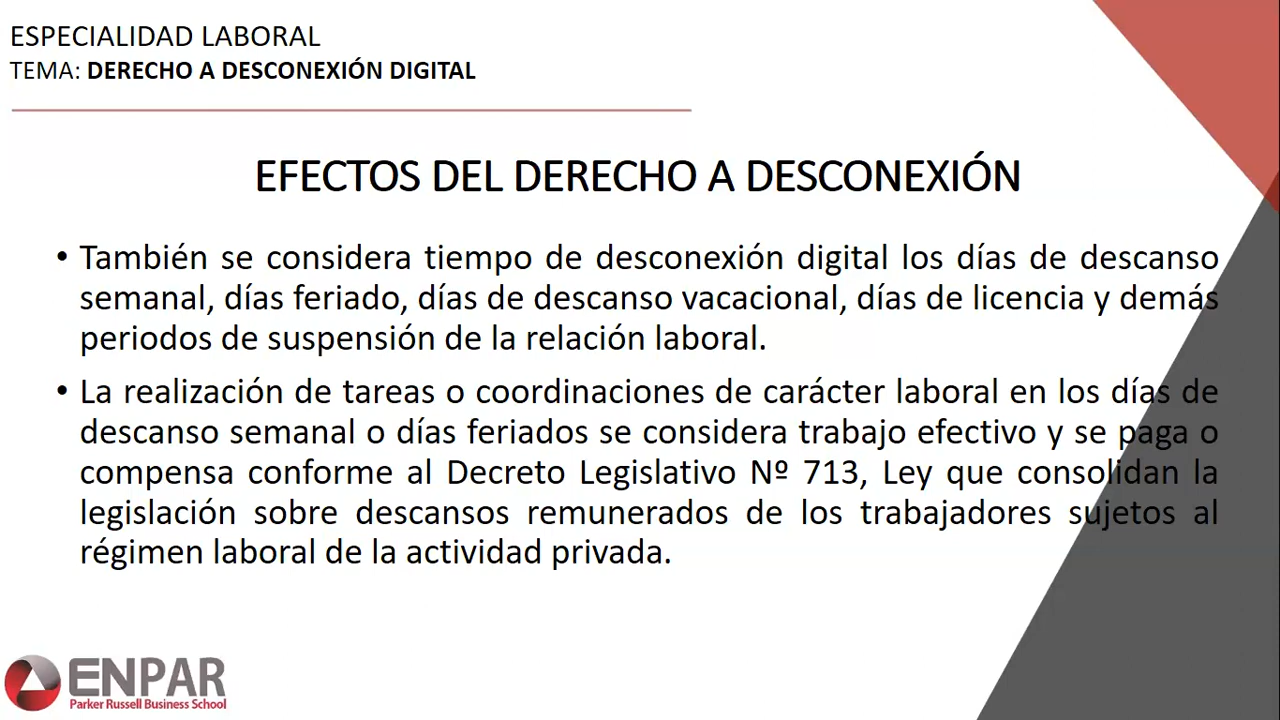 ESPECIALIDAD LABORAL
TEMA: DERECHO A DESCONEXIÓN DIGITAL
EFECTOS DEL DERECHO A DESCONEXIÓN
• También se considera tiempo de desconexión digital los días de descanso
semanal, días feriado, días de descanso vacacional, días de licencia y demás
periodos de suspensión de la relación laboral.
• La realización de tareas o coordinaciones de carácter laboral en los días de
descanso semanal o días feriados se considera trabajo efectivo y se paga o
compensa conforme al Decreto Legislativo Nº 713, Ley que consolidan la
legislación sobre descansos remunerados de los trabajadores sujetos al
régimen laboral de la actividad privada.
ENPAR
Parker Russell Business School